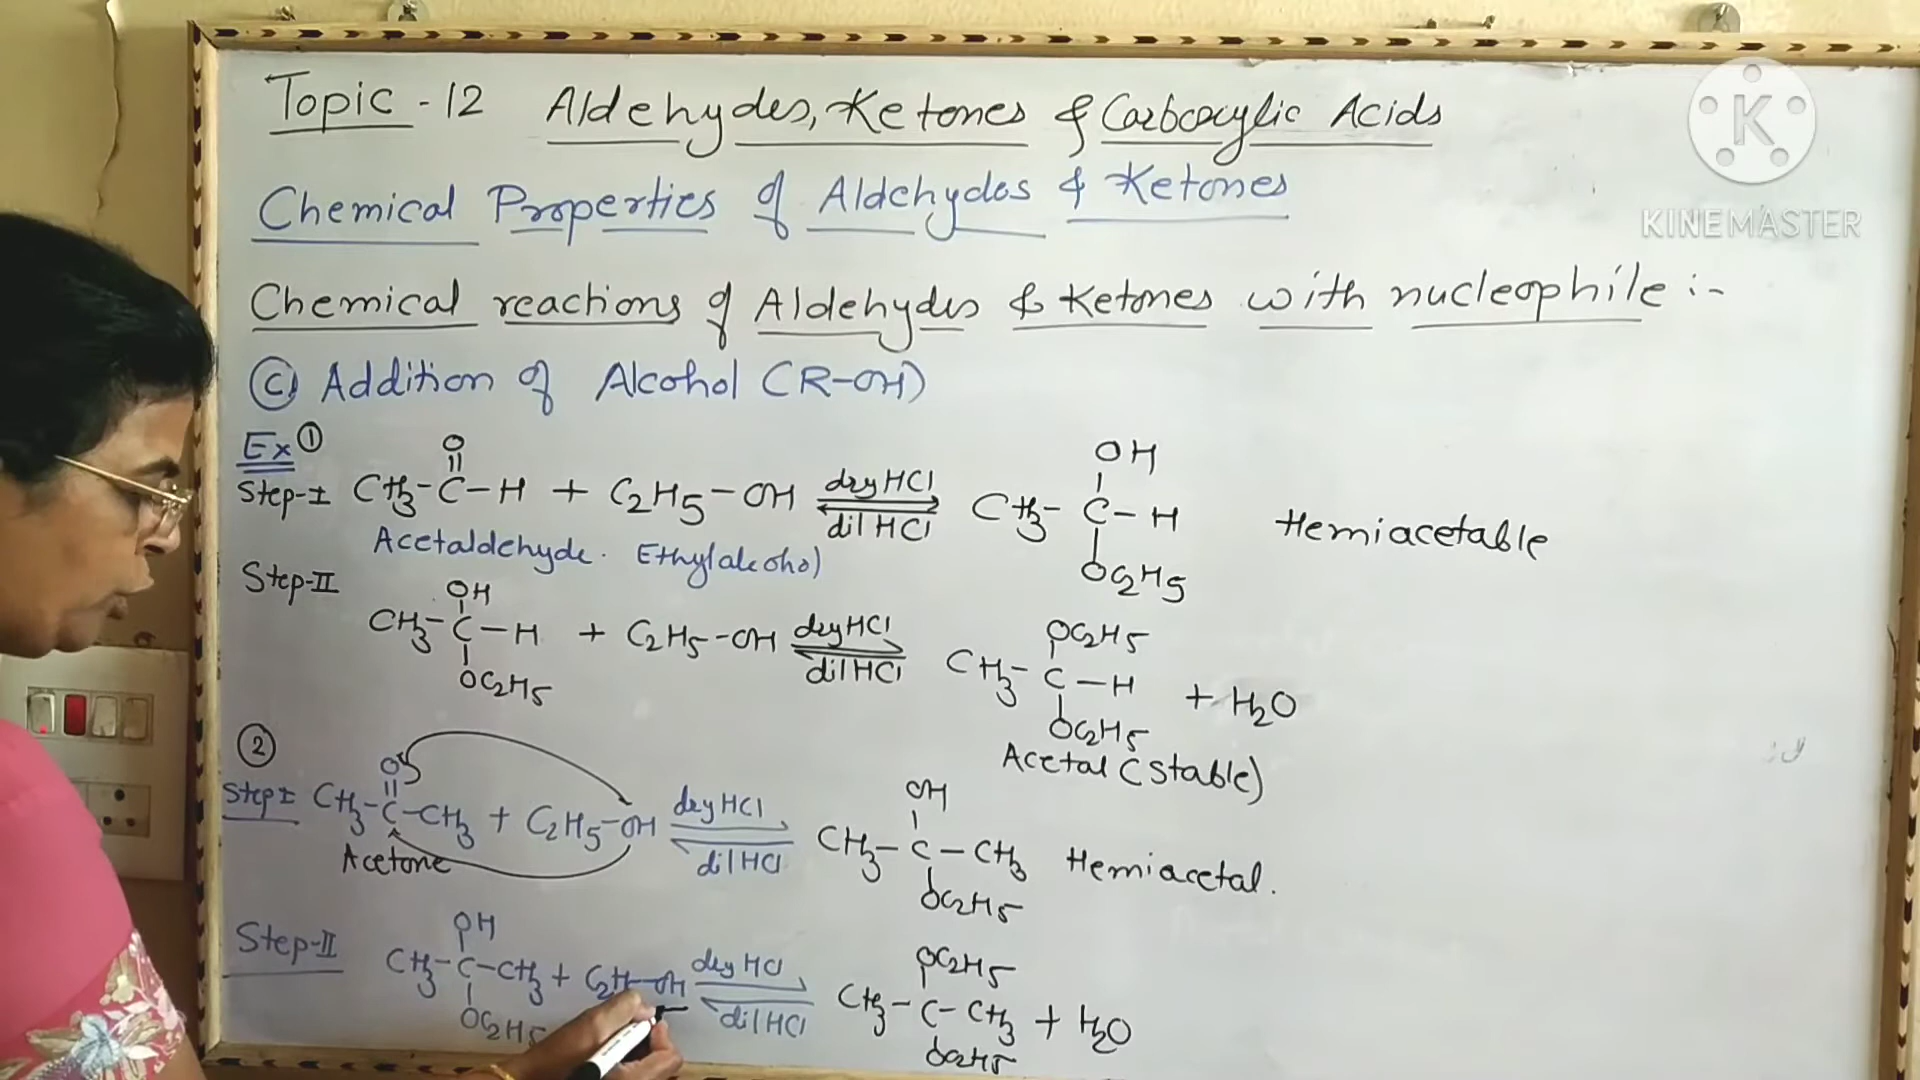 Topic - 12 Aldehydes, Ketones & Carboxylic Acids
Chemical Properties of Aldehydes & Ketones
Chemical reactions of Aldehydes & Ketones with nucleophile :-
(C) Addition of Alcohol (R-OH)
Ex ①
O
||
OH
|
Step-I CH3-C-H + C2H5-OH dry HCl
dil HCl
CH3-C-H Hemiacetable
|
OC2H5
Acetaldehyde. Ethylalcohol
Step-II
OH
|
CH3-C-H + C2H5-OH dry HCl
dil HCl
|
OC2H5
OC2H5
|
CH3-C-H + H2O
|
OC2H5
Acetal (stable)
②
O
||
Step I CH3-C-CH3 + C2H5-OH dry HCl
dil HCl
Acetone
OH
|
CH3-C-CH3 Hemiacetal.
|
OC2H5
Step-II
OH
|
CH3-C-CH3 + C2H -OH dry HCl
dil HCl
|
OC2H5
OC2H5
|
CH3-C-CH3 + H2O
|
OC2H5
K
KINEMASTER